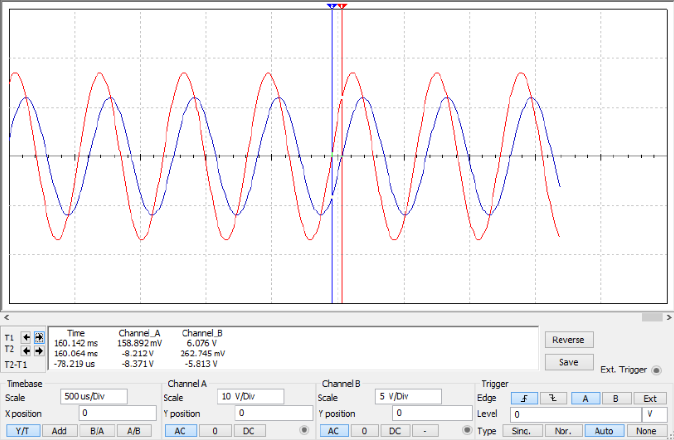 Time Channel_A Channel_B
T1 160.142 ms 158.892 mV 6.076 V
T2 160.064 ms -8.212 V 262.745 mV
T2-T1 -78.219 us -8.371 V -5.813 V
Reverse
Save
Ext. Trigger
Timebase Channel A Channel B Trigger
Scale 500 us/Div Scale 10 V/Div Scale 5 V/Div Edge A B Ext
X position 0 Y position 0 Y position 0 Level 0 V
Y/T Add B/A A/B AC 0 DC AC 0 DC - Type Sinc. Nor. Auto None